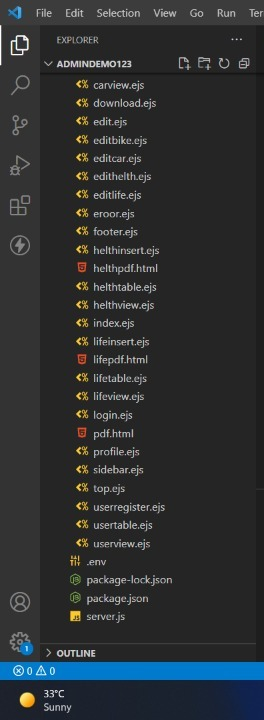 File Edit Selection View Go Run Ter
EXPLORER
ADMINDEMO123
carview.ejs
download.ejs
edit.ejs
editbike.ejs
editcar.ejs
edithelth.ejs
editlife.ejs
eroor.ejs
footer.ejs
helthinsert.ejs
helthpdf.html
helthtable.ejs
helthview.ejs
index.ejs
lifeinsert.ejs
lifepdf.html
lifetable.ejs
lifeview.ejs
login.ejs
pdf.html
profile.ejs
sidebar.ejs
top.ejs
userregister.ejs
usertable.ejs
userview.ejs
.env
package-lock.json
package.json
JS server.js
1
OUTLINE
0 0
33°C
Sunny